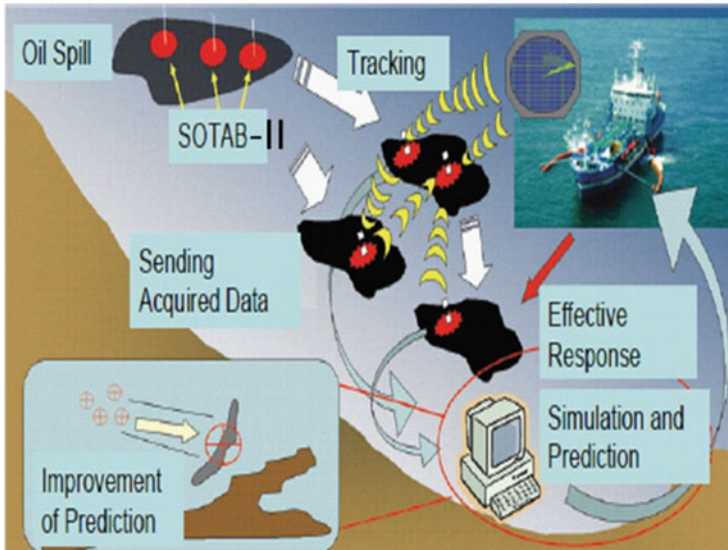 Oil Spill
Tracking
SOTAB-II
Sending
Acquired Data
Effective
Response
Simulation and
Prediction
Improvement
of Prediction